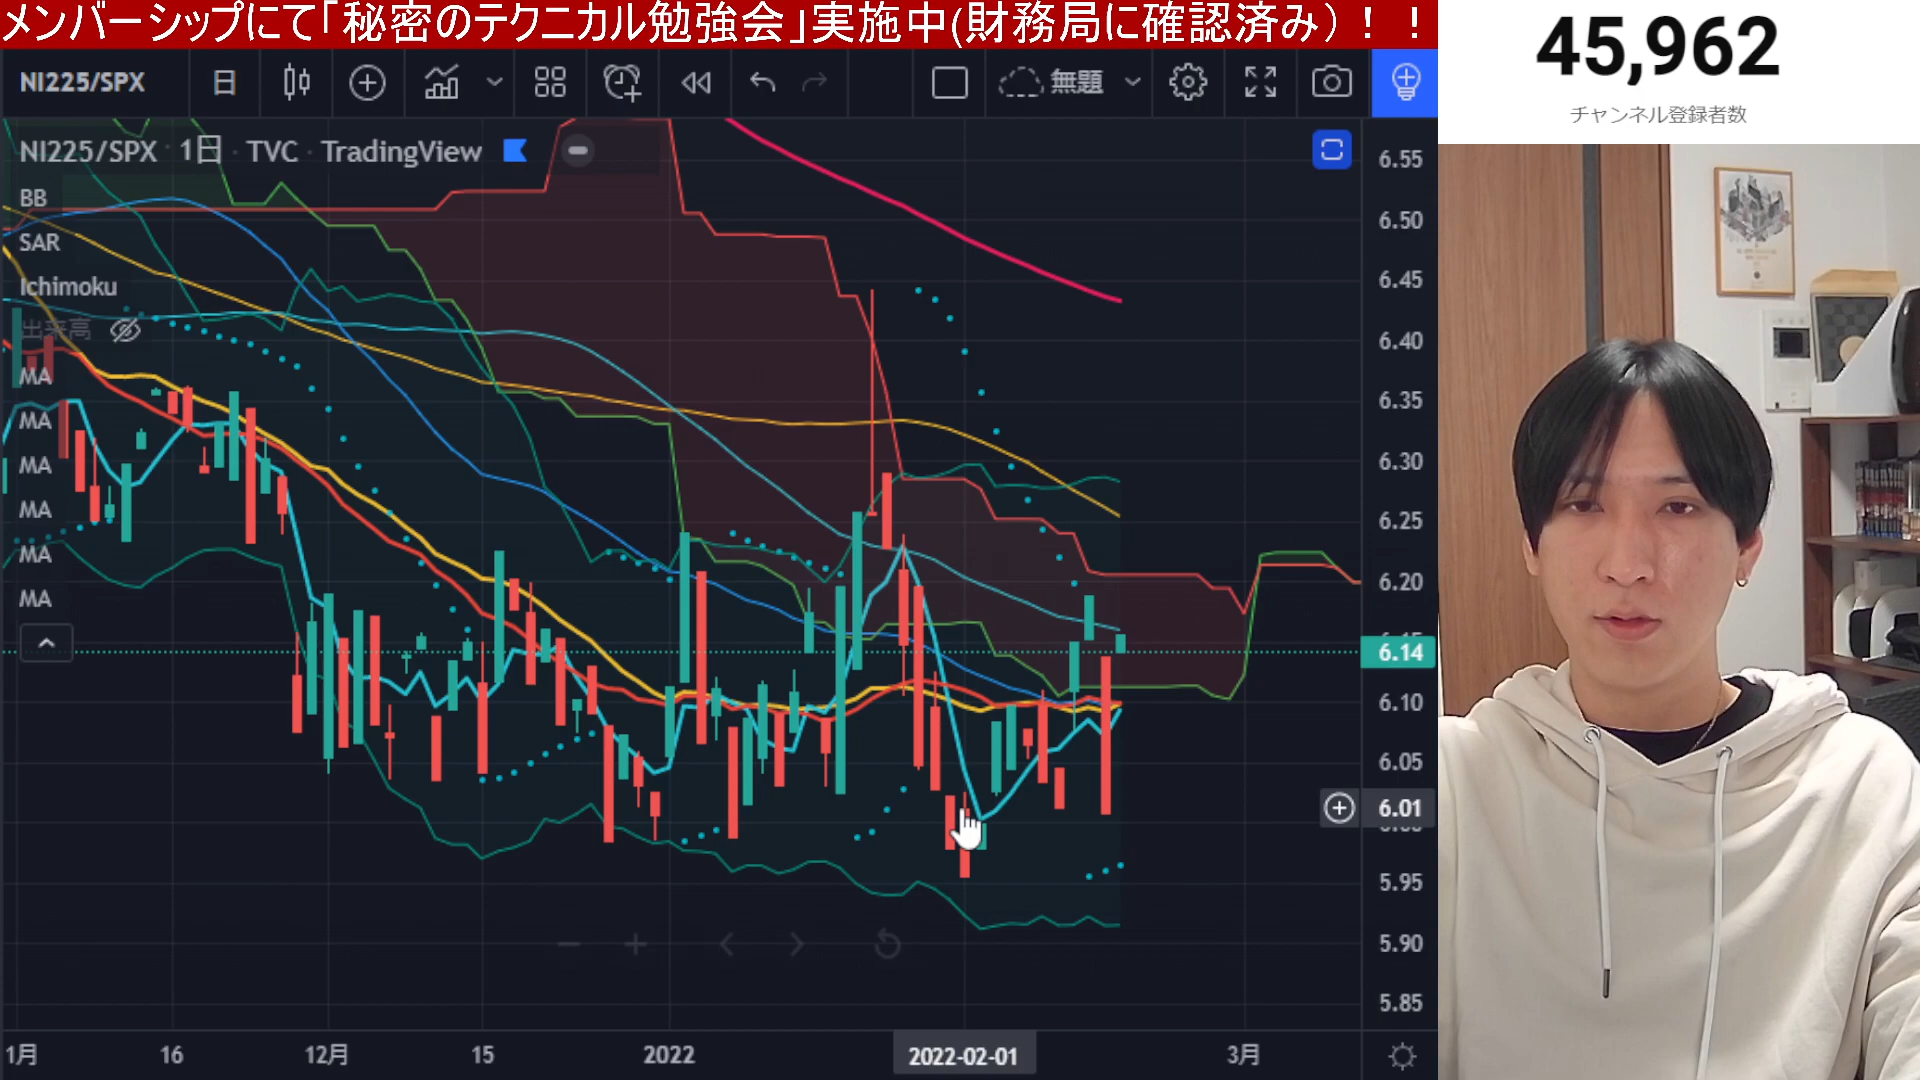 メンバーシップにて「秘密のテクニカル勉強会」実施中(財務局に確認済み)！！
45,962
チャンネル登録者数
NI225/SPX
日
無題
NI225/SPX · 1日 · TVC · TradingView
BB
SAR
Ichimoku
出来高
MA
MA
MA
MA
MA
MA
6.55
6.50
6.45
6.40
6.35
6.30
6.25
6.20
6.15
6.14
6.10
6.05
6.01
5.95
5.90
5.85
1月
16
12月
15
2022
2022-02-01
3月